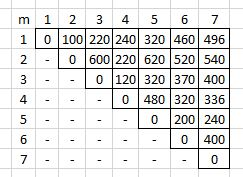 m 1 2 3 4 5 6 7
1 0 100 220 240 320 460 496
2 - 0 600 220 620 520 540
3 - - 0 120 320 370 400
4 - - - 0 480 320 336
5 - - - - 0 200 240
6 - - - - - 0 400
7 - - - - - - 0